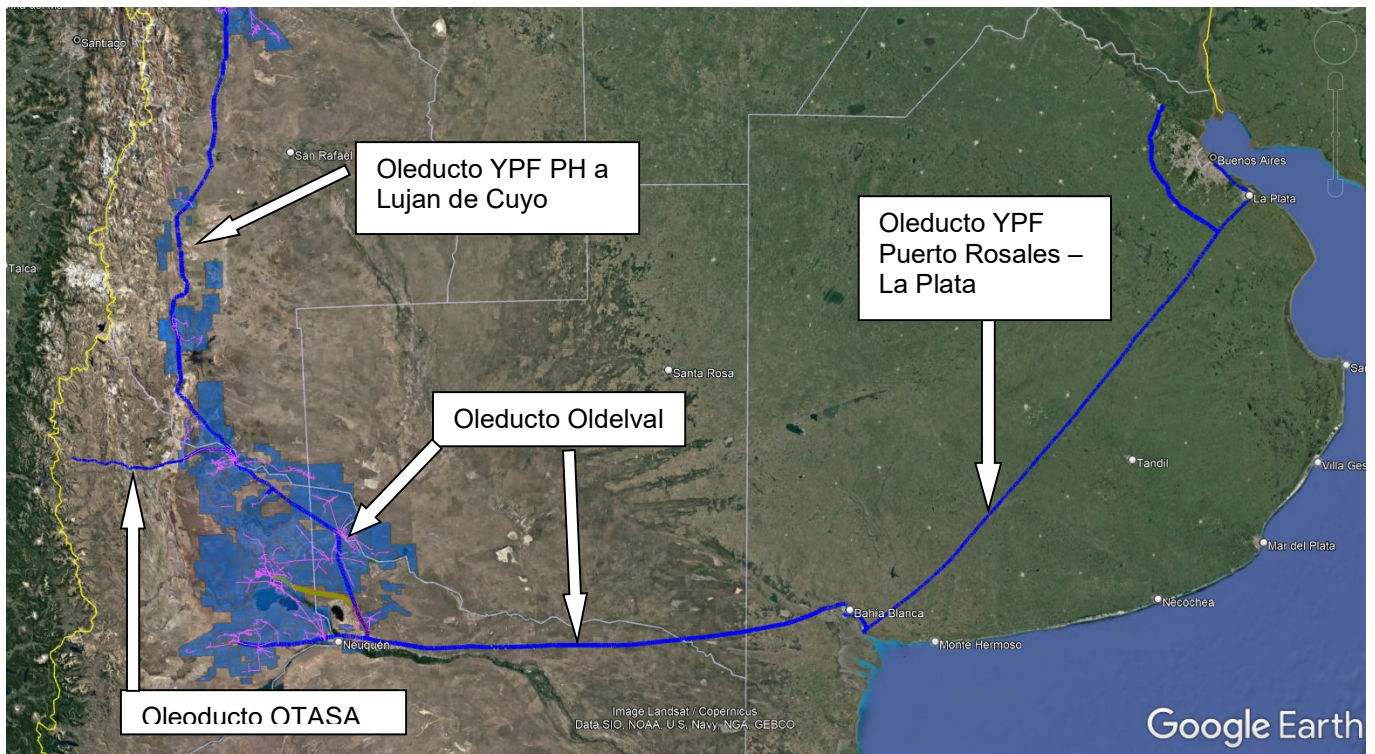 Santiago
San Rafael
Oleducto YPF PH a
Lujan de Cuyo
Buenos Aires
La Plata
Oleducto YPF
Puerto Rosales –
La Plata
Talca
Santa Rosa
Oleducto Oldelval
Tandil
Villa Ges
Mar del Plata
Bahía Blanca
Necochea
Neuquén
Monte Hermoso
Oleoducto OTASA
Image Landsat / Copernicus
Data SIO, NOAA, U.S. Navy, NGA, GEBCO
Google Earth